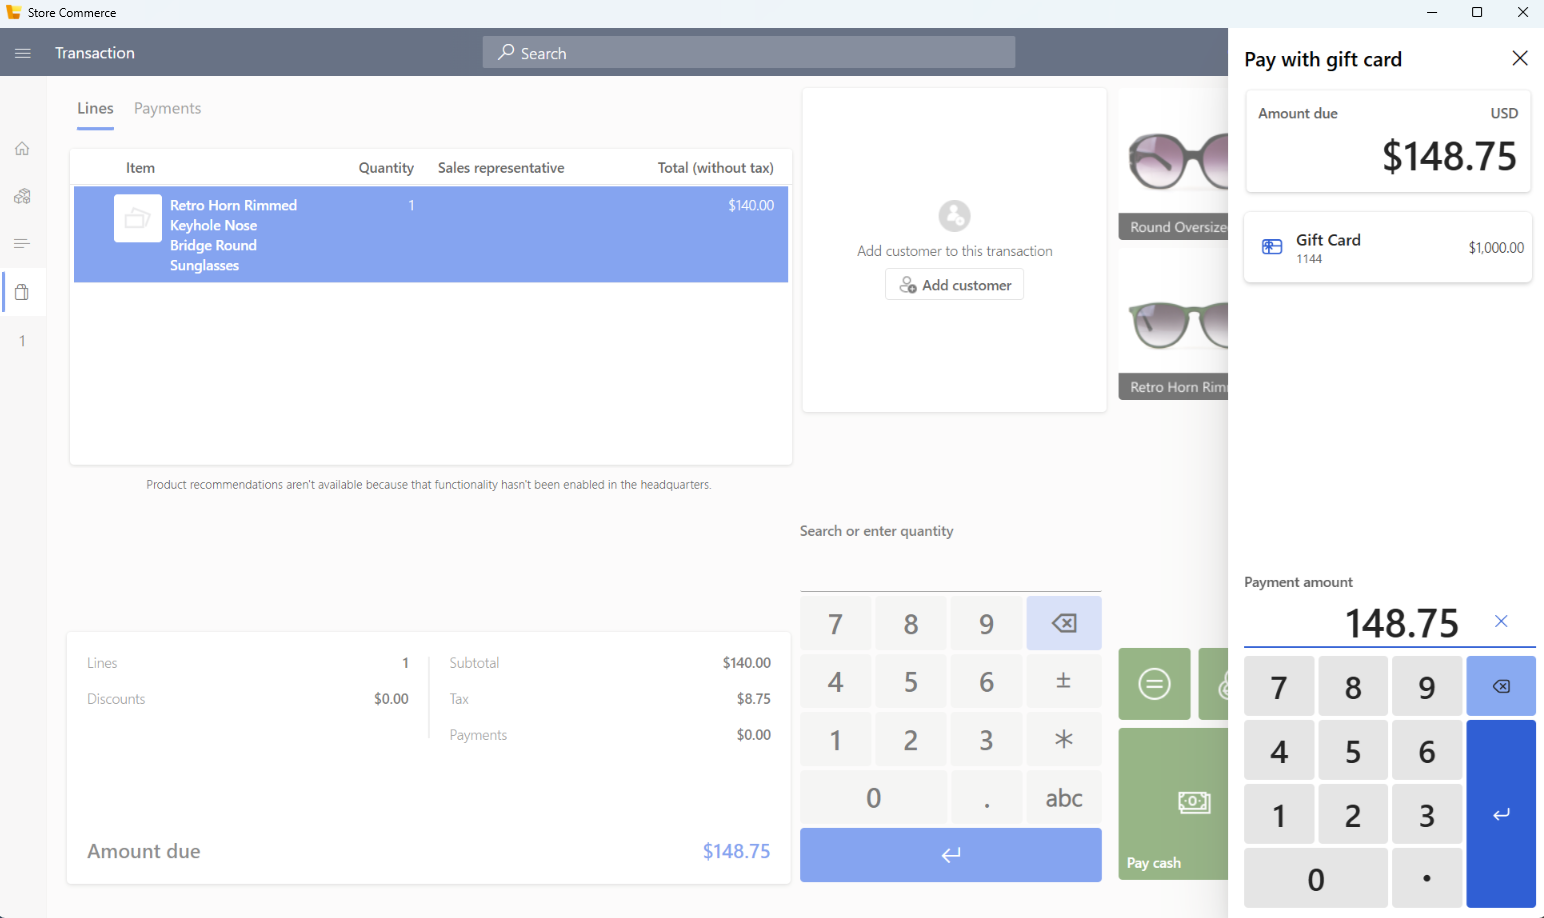 Store Commerce
Transaction
Search
Lines
Payments
Item
Quantity
Sales representative
Total (without tax)
Retro Horn Rimmed
Keyhole Nose
Bridge Round
Sunglasses
1
$140.00
1
Product recommendations aren't available because that functionality hasn't been enabled in the headquarters.
Lines
1
Discounts
$0.00
Subtotal
$140.00
Tax
$8.75
Payments
$0.00
Amount due
$148.75
Add customer to this transaction
Add customer
Search or enter quantity
7 8 9
4 5 6 ±
1 2 3 *
0 . abc
Round Oversize
Retro Horn Rim
Pay cash
Pay with gift card
Amount due
USD
$148.75
Gift Card
1144
$1,000.00
Payment amount
148.75
7 8 9
4 5 6
1 2 3
0 .